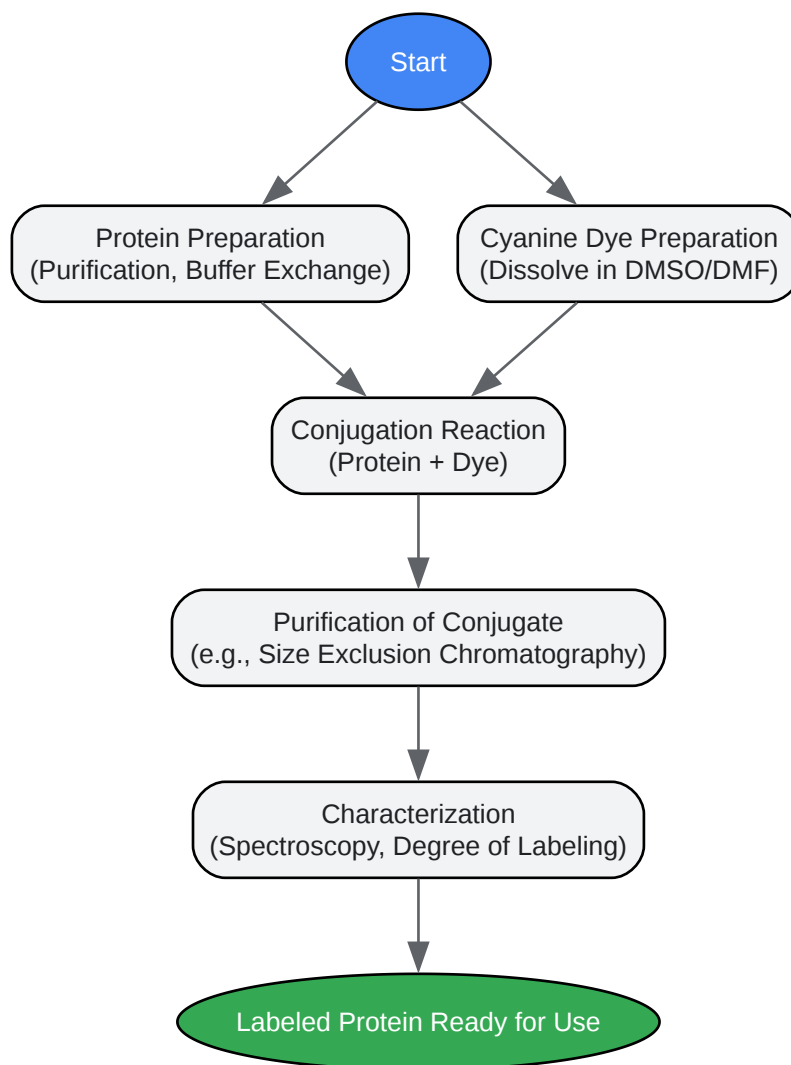 Start
Protein Preparation
(Purification, Buffer Exchange)
Cyanine Dye Preparation
(Dissolve in DMSO/DMF)
Conjugation Reaction
(Protein + Dye)
Purification of Conjugate
(e.g., Size Exclusion Chromatography)
Characterization
(Spectroscopy, Degree of Labeling)
Labeled Protein Ready for Use